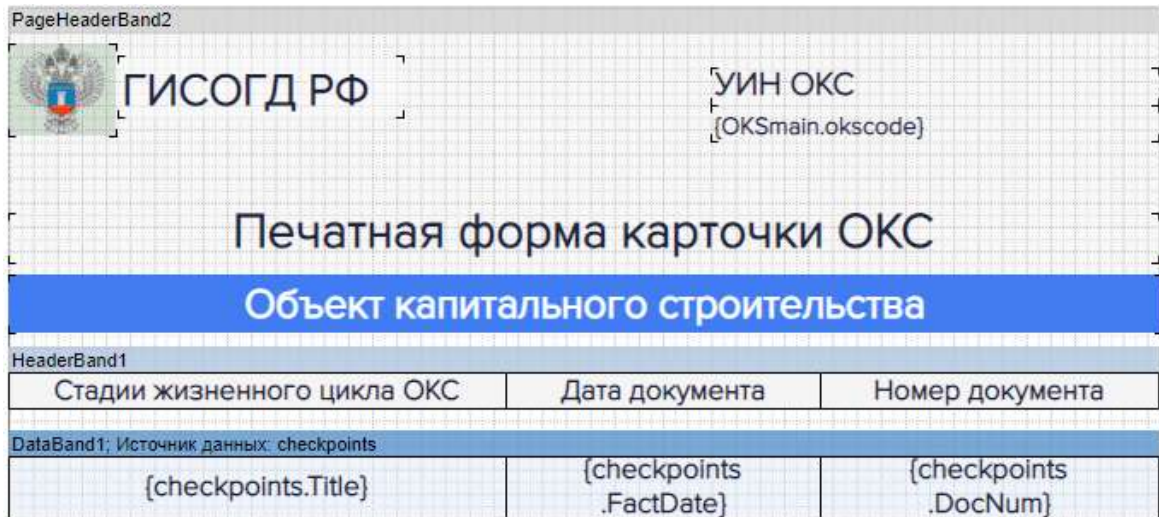 PageHeaderBand2
ГИСОГД РФ
УИН ОКС
{OKSmain.okscode}
Печатная форма карточки ОКС
Объект капитального строительства
HeaderBand1
Стадии жизненного цикла ОКС Дата документа Номер документа
DataBand1; Источник данных: checkpoints
{checkpoints.Title} {checkpoints .FactDate} {checkpoints .DocNum}